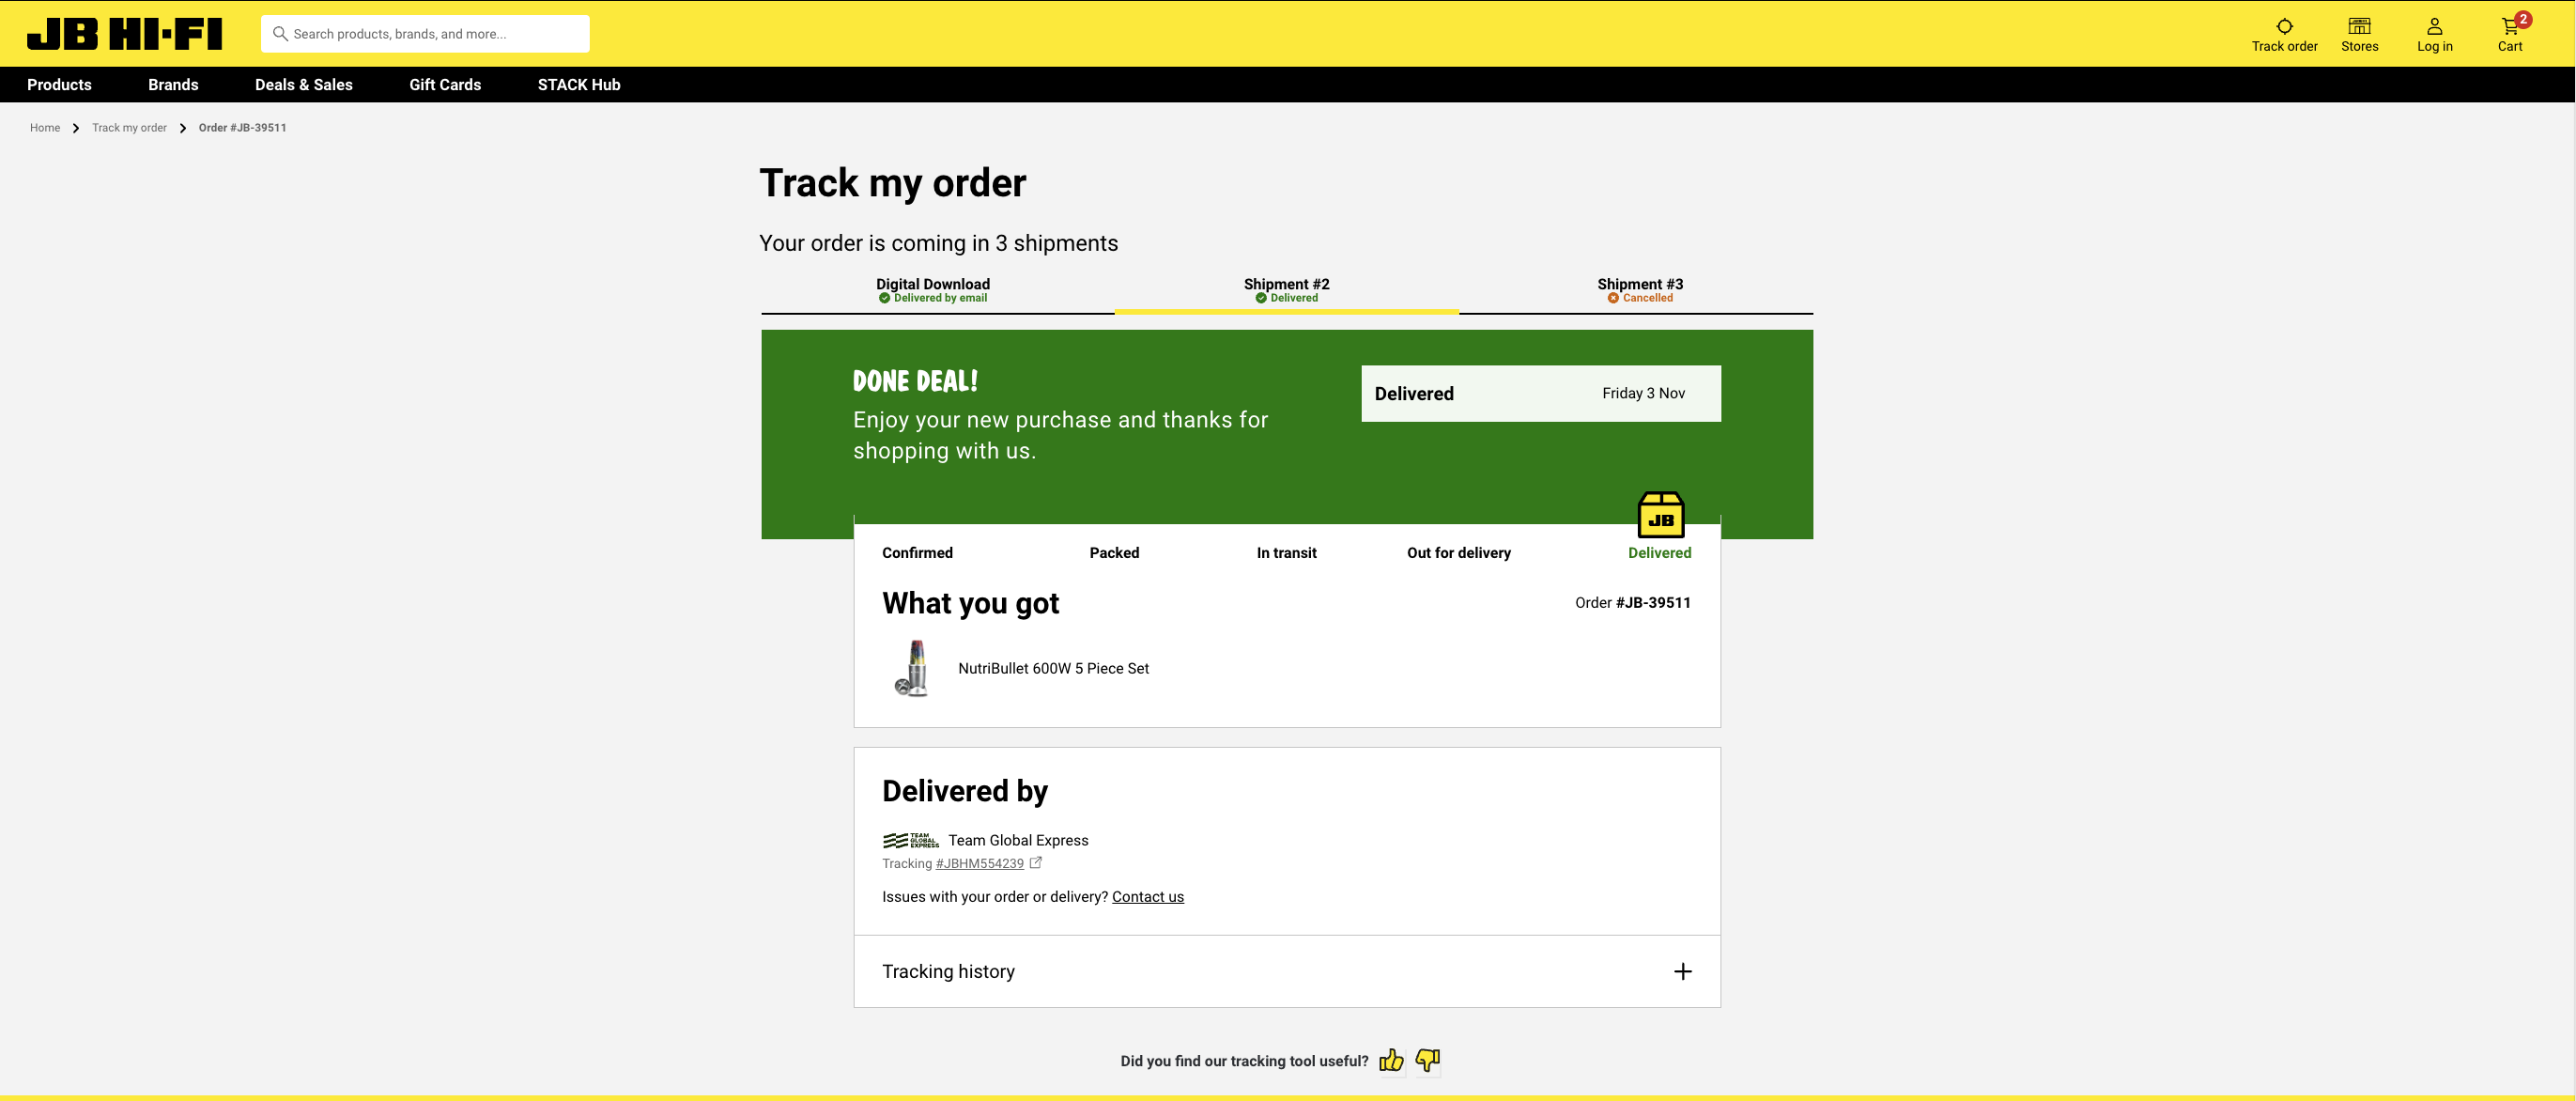 JB HI-FI
Search products, brands, and more...
Track order
Stores
Log in
2
Cart
Products Brands Deals & Sales Gift Cards STACK Hub
Home Track my order Order #JB-39511
Track my order
Your order is coming in 3 shipments
Digital Download
Delivered by email
Shipment #2
Delivered
Shipment #3
Cancelled
DONE DEAL!
Enjoy your new purchase and thanks for
shopping with us.
Delivered Friday 3 Nov
JB
Confirmed Packed In transit Out for delivery Delivered
What you got
Order #JB-39511
NutriBullet 600W 5 Piece Set
Delivered by
TEAM
GLOBAL
EXPRESS
Team Global Express
Tracking #JBHM554239
Issues with your order or delivery? Contact us
Tracking history
Did you find our tracking tool useful?